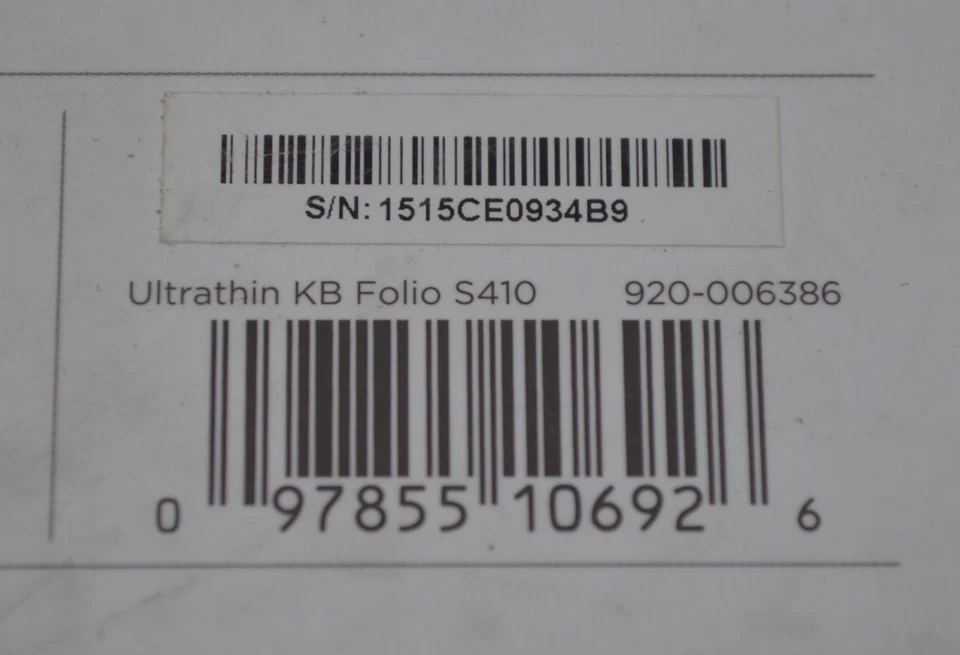 S/N: 1515CE0934B9
Ultrathin KB Folio S410 920-006386
0 97855 10692 6